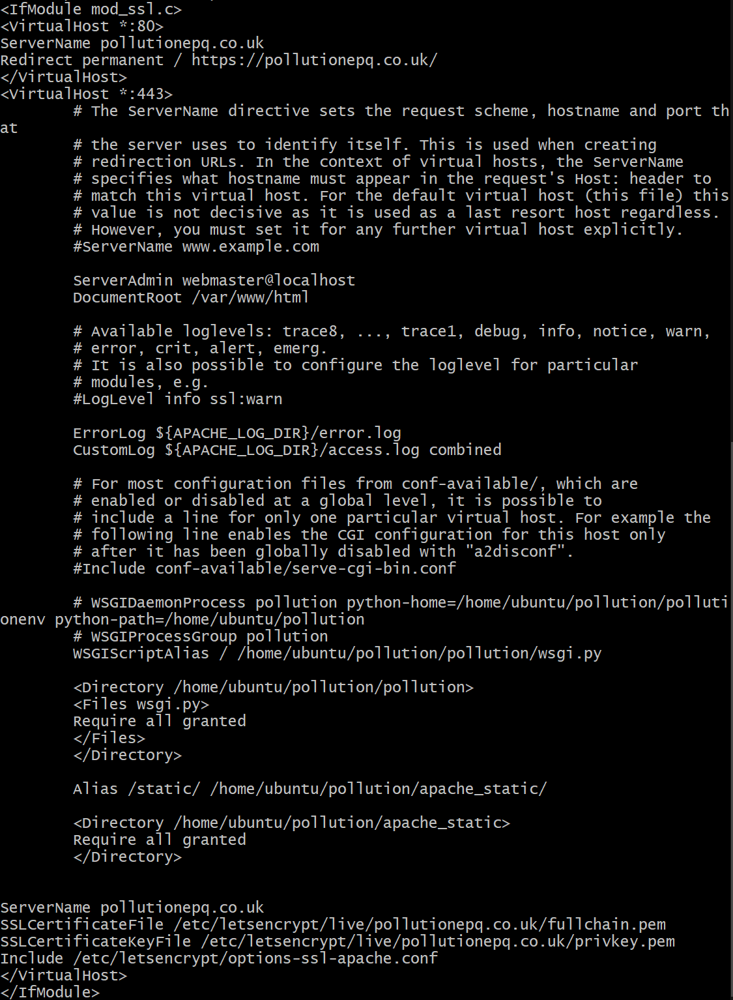 <IfModule mod_ssl.c>
<VirtualHost *:80>
ServerName pollutionepq.co.uk
Redirect permanent / https://pollutionepq.co.uk/
</VirtualHost>
<VirtualHost *:443>
        # The ServerName directive sets the request scheme, hostname and port th
at
        # the server uses to identify itself. This is used when creating
        # redirection URLs. In the context of virtual hosts, the ServerName
        # specifies what hostname must appear in the request's Host: header to
        # match this virtual host. For the default virtual host (this file) this
        # value is not decisive as it is used as a last resort host regardless.
        # However, you must set it for any further virtual host explicitly.
        #ServerName www.example.com

        ServerAdmin webmaster@localhost
        DocumentRoot /var/www/html

        # Available loglevels: trace8, ..., trace1, debug, info, notice, warn,
        # error, crit, alert, emerg.
        # It is also possible to configure the loglevel for particular
        # modules, e.g.
        #LogLevel info ssl:warn

        ErrorLog ${APACHE_LOG_DIR}/error.log
        CustomLog ${APACHE_LOG_DIR}/access.log combined

        # For most configuration files from conf-available/, which are
        # enabled or disabled at a global level, it is possible to
        # include a line for only one particular virtual host. For example the
        # following line enables the CGI configuration for this host only
        # after it has been globally disabled with "a2disconf".
        #Include conf-available/serve-cgi-bin.conf

        # WSGIDaemonProcess pollution python-home=/home/ubuntu/pollution/polluti
onenv python-path=/home/ubuntu/pollution
        # WSGIProcessGroup pollution
        WSGIScriptAlias / /home/ubuntu/pollution/pollution/wsgi.py

        <Directory /home/ubuntu/pollution/pollution>
        <Files wsgi.py>
        Require all granted
        </Files>
        </Directory>

        Alias /static/ /home/ubuntu/pollution/apache_static/

        <Directory /home/ubuntu/pollution/apache_static>
        Require all granted
        </Directory>


ServerName pollutionepq.co.uk
SSLCertificateFile /etc/letsencrypt/live/pollutionepq.co.uk/fullchain.pem
SSLCertificateKeyFile /etc/letsencrypt/live/pollutionepq.co.uk/privkey.pem
Include /etc/letsencrypt/options-ssl-apache.conf
</VirtualHost>
</IfModule>